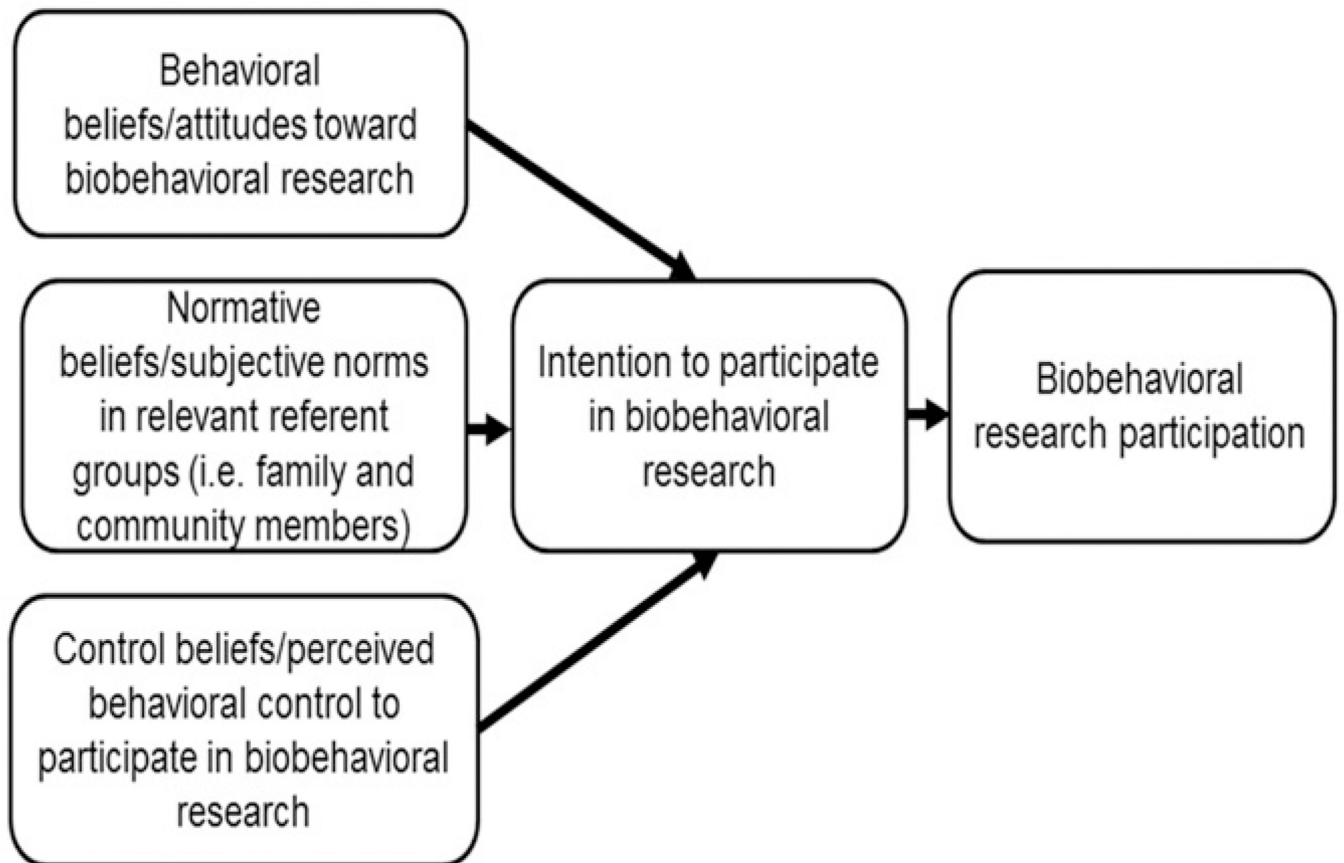 Behavioral
beliefs/attitudes toward
biobehavioral research
Normative
beliefs/subjective norms
in relevant referent
groups (i.e. family and
community members)
Control beliefs/perceived
behavioral control to
participate in biobehavioral
research
Intention to participate
in biobehavioral
research
Biobehavioral
research participation